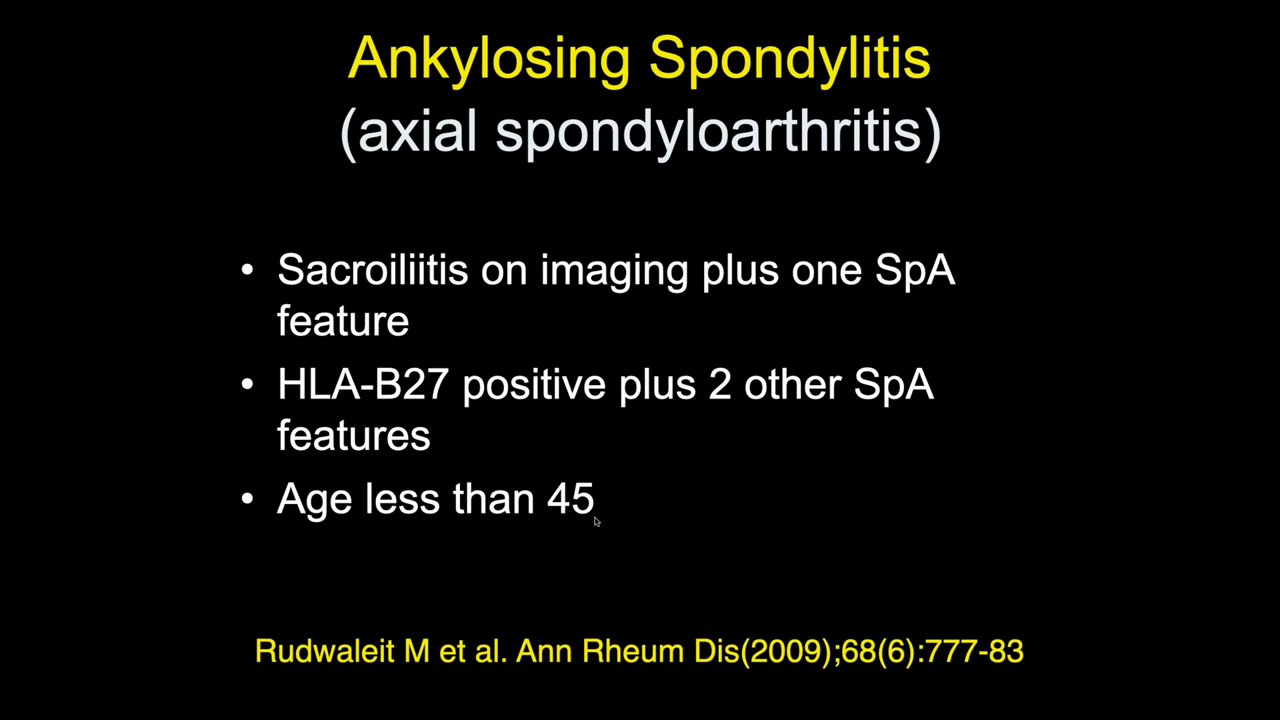 Ankylosing Spondylitis
(axial spondyloarthritis)
• Sacroiliitis on imaging plus one SpA
feature
• HLA-B27 positive plus 2 other SpA
features
• Age less than 45
Rudwaleit M et al. Ann Rheum Dis(2009);68(6):777-83